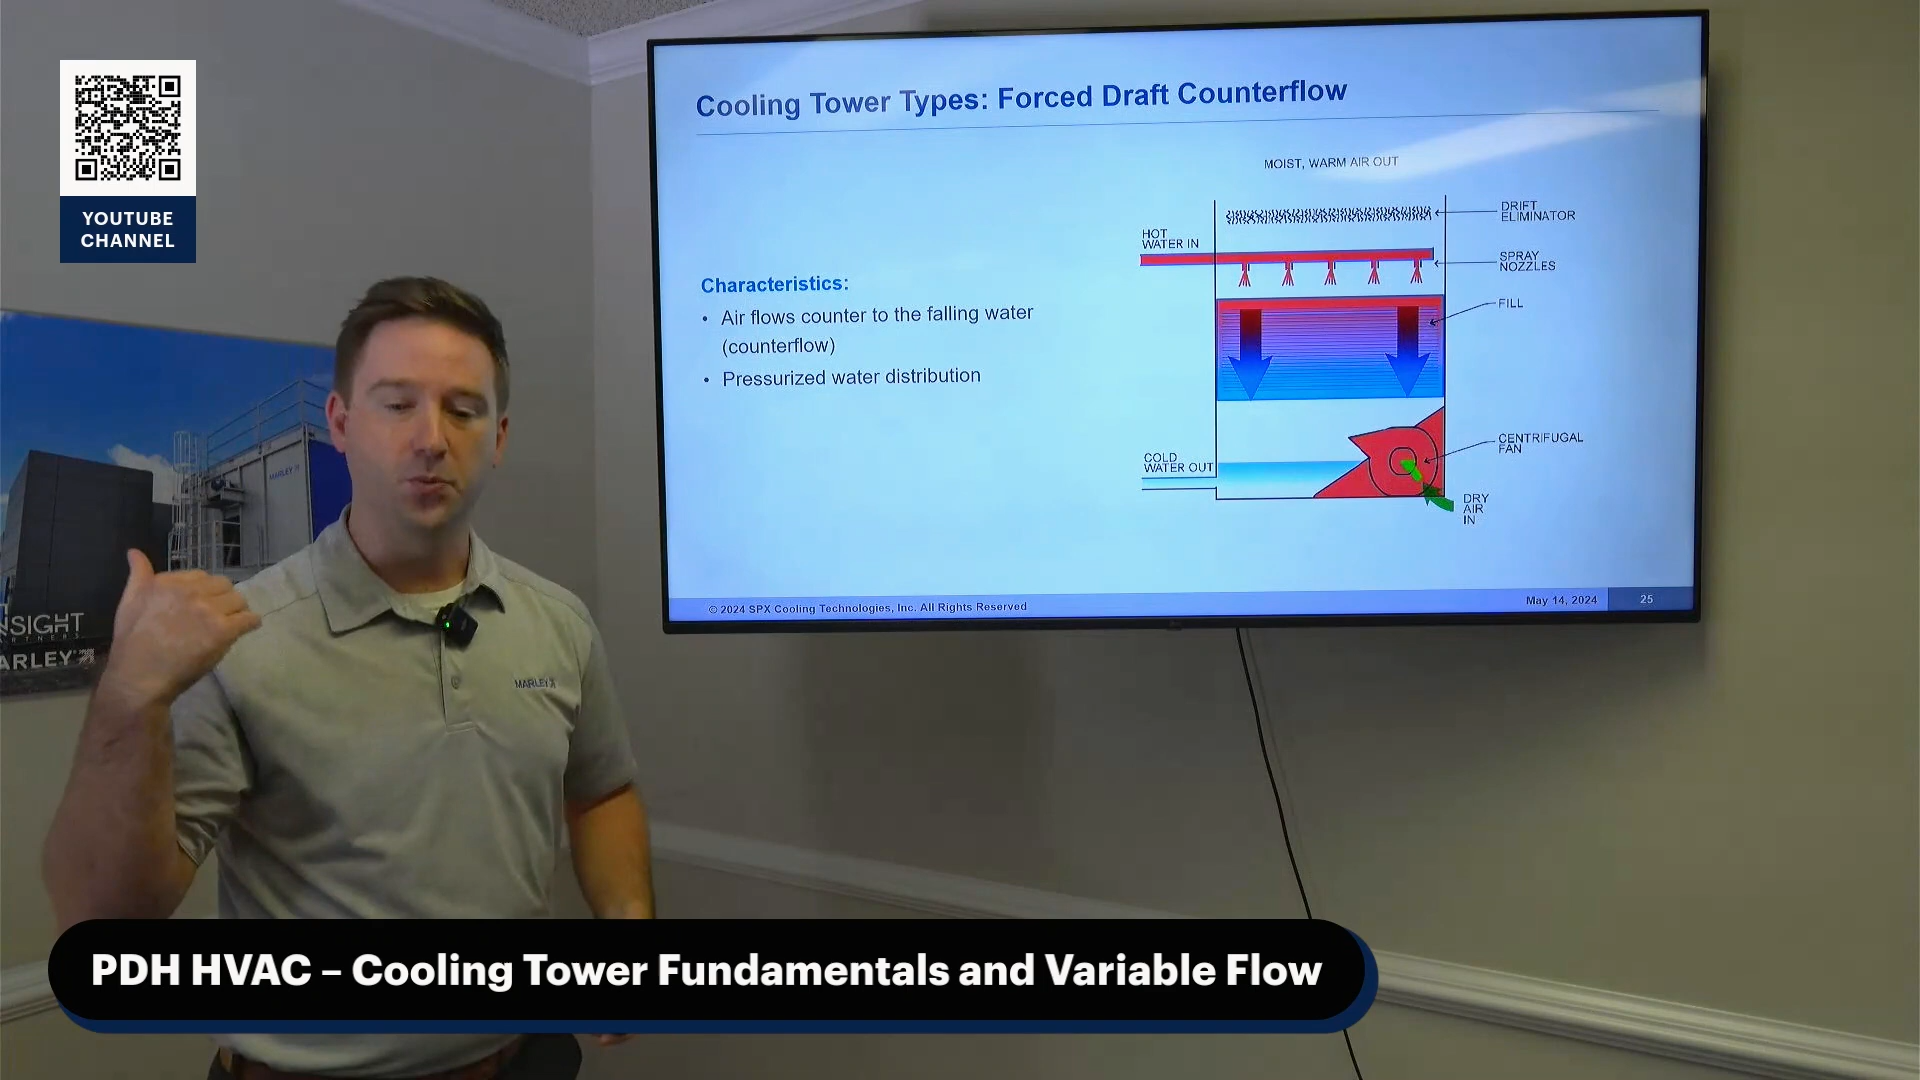 YOUTUBE
CHANNEL
Cooling Tower Types: Forced Draft Counterflow
MOIST, WARM AIR OUT
DRIFT
ELIMINATOR
HOT
WATER IN
SPRAY
NOZZLES
FILL
Characteristics:
• Air flows counter to the falling water
(counterflow)
• Pressurized water distribution
CENTRIFUGAL
FAN
COLD
WATER OUT
DRY
AIR
IN
© 2024 SPX Cooling Technologies, Inc. All Rights Reserved
May 14, 2024
25
MARLEY
NSIGHT
ARLEY
MARLEY
PDH HVAC – Cooling Tower Fundamentals and Variable Flow